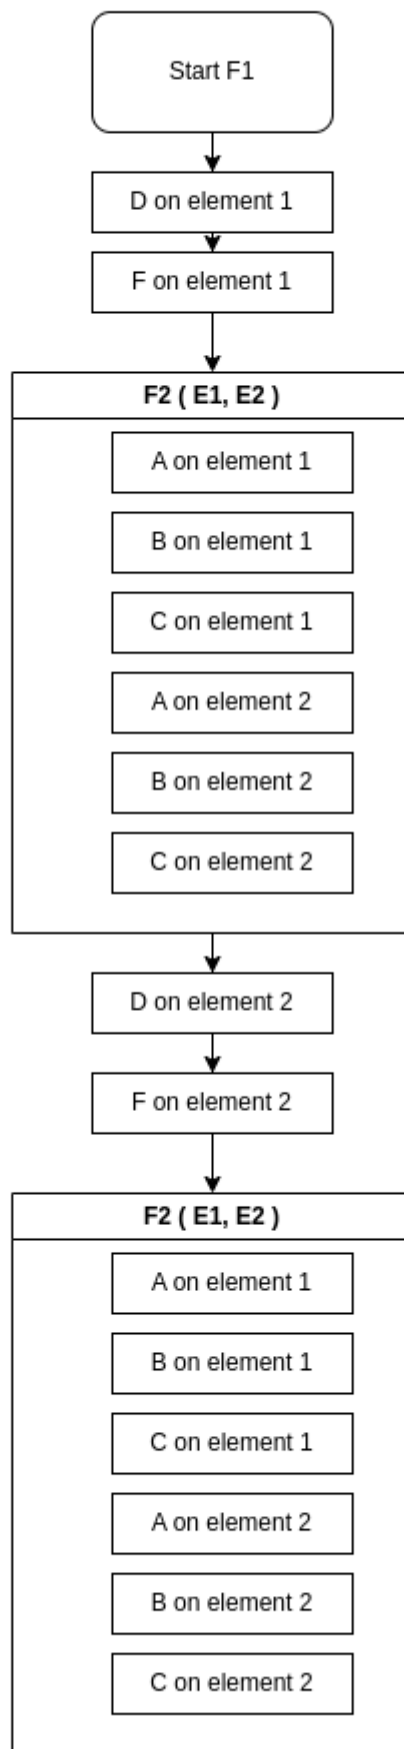 Start F1
D on element 1
F on element 1
F2 ( E1, E2 )
A on element 1
B on element 1
C on element 1
A on element 2
B on element 2
C on element 2
D on element 2
F on element 2
F2 ( E1, E2 )
A on element 1
B on element 1
C on element 1
A on element 2
B on element 2
C on element 2